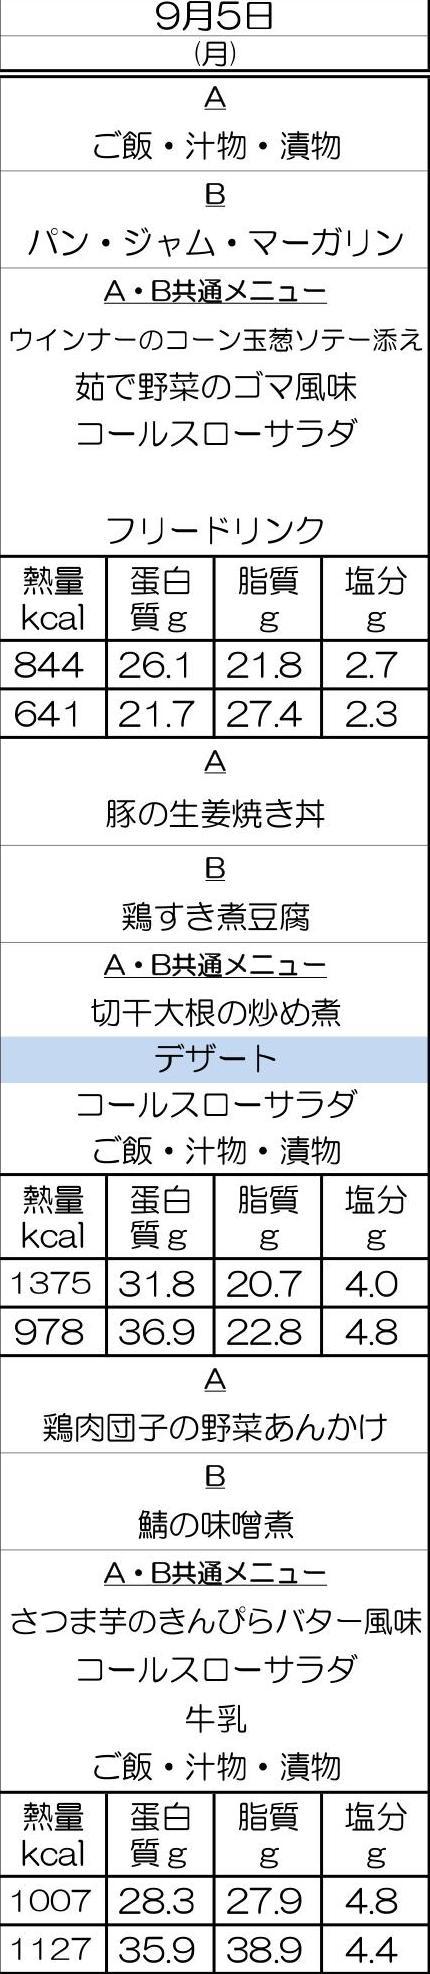 9月5日
(月)
A
ご飯・汁物・漬物
B
パン・ジャム・マーガリン
A・B共通メニュー
ウインナーのコーン玉葱ソテー添え
茹で野菜のゴマ風味
コールスローサラダ
フリードリンク
熱量 蛋白 脂質 塩分
kcal 質g g g
844 26.1 21.8 2.7
641 21.7 27.4 2.3
A
豚の生姜焼き丼
B
鶏すき煮豆腐
A・B共通メニュー
切干大根の炒め煮
デザート
コールスローサラダ
ご飯・汁物・漬物
熱量 蛋白 脂質 塩分
kcal 質g g g
1375 31.8 20.7 4.0
978 36.9 22.8 4.8
A
鶏肉団子の野菜あんかけ
B
鯖の味噌煮
A・B共通メニュー
さつま芋のきんぴらバター風味
コールスローサラダ
牛乳
ご飯・汁物・漬物
熱量 蛋白 脂質 塩分
kcal 質g g g
1007 28.3 27.9 4.8
1127 35.9 38.9 4.4